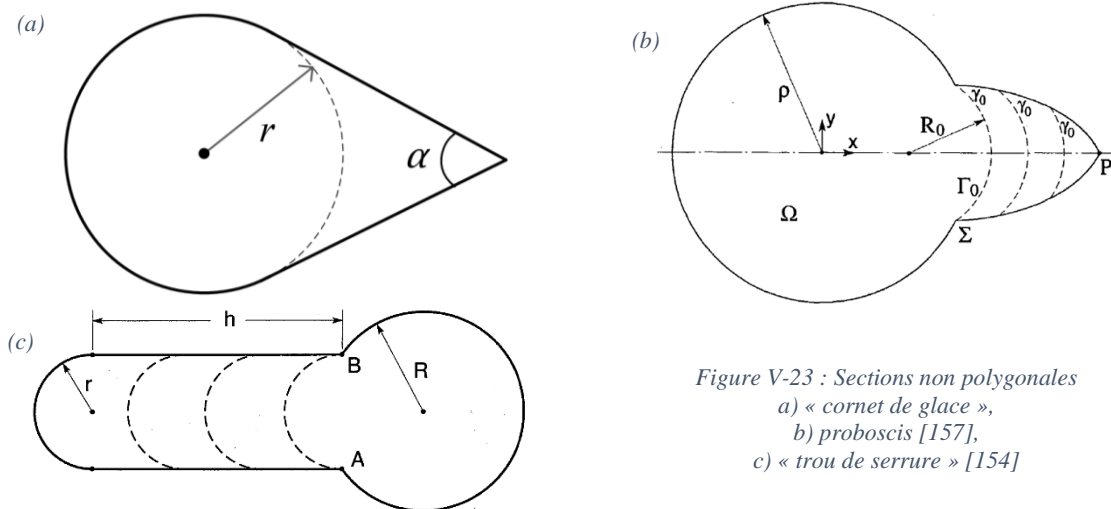 (a)
r
α
(b)
ρ
y
x
R₀
γ₀
γ₀
γ₀
Γ₀
P
Ω
Σ
(c)
h
r
B
R
A
Figure V-23 : Sections non polygonales
a) « cornet de glace »,
b) proboscis [157],
c) « trou de serrure » [154]